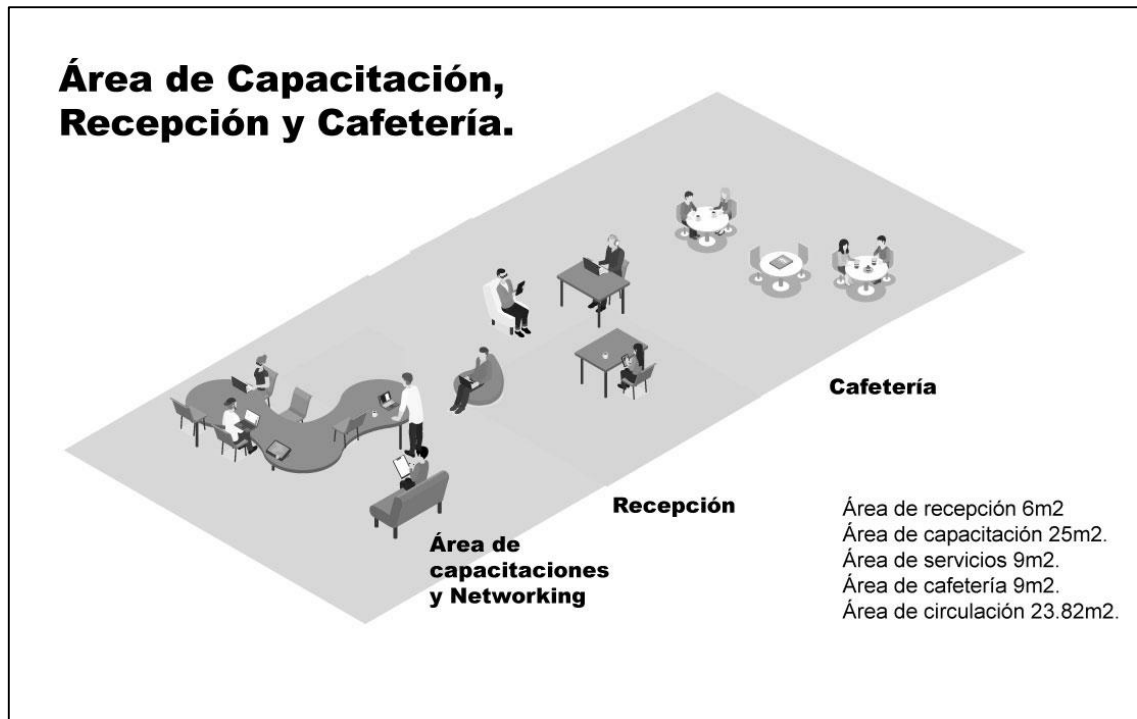 Área de Capacitación,
Recepción y Cafetería.
Cafetería
Recepción
Área de
capacitaciones
y Networking
Área de recepción 6m2
Área de capacitación 25m2.
Área de servicios 9m2.
Área de cafetería 9m2.
Área de circulación 23.82m2.